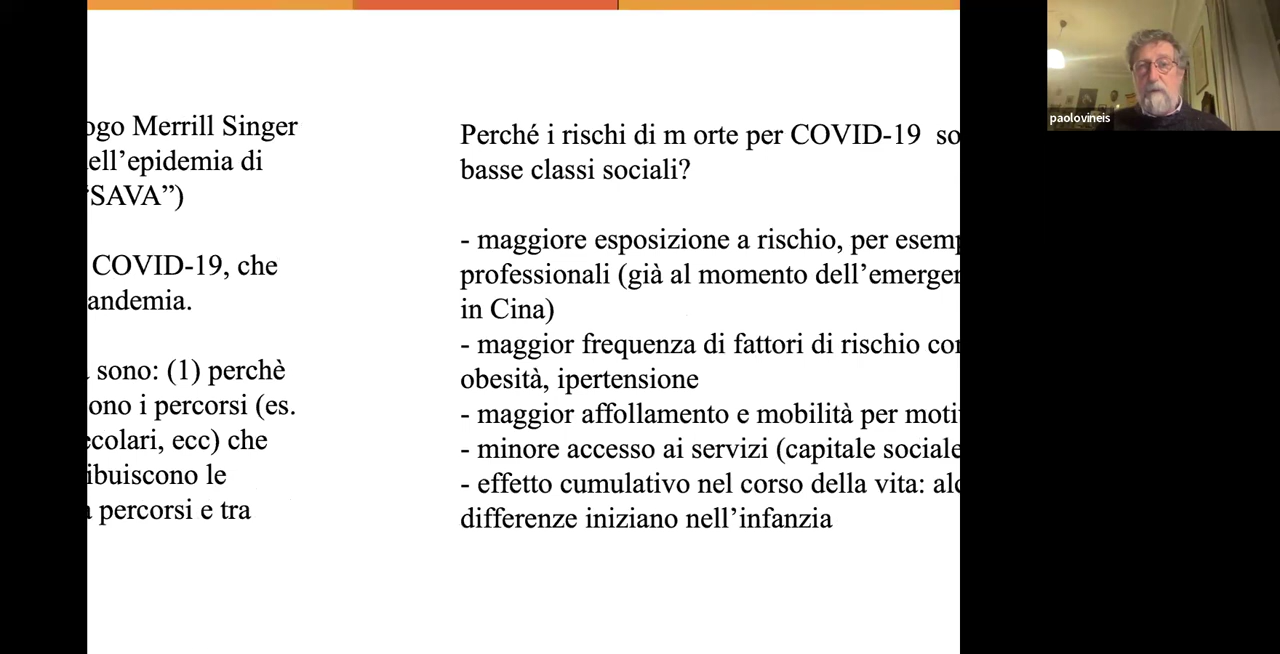 ogo Merrill Singer
ell’epidemia di
“SAVA”)
COVID-19, che
andemia.
sono: (1) perchè
ono i percorsi (es.
ecolari, ecc) che
ibuiscono le
percorsi e tra
Perché i rischi di m orte per COVID-19 so
basse classi sociali?
- maggiore esposizione a rischio, per esemp
professionali (già al momento dell’emergen
in Cina)
- maggior frequenza di fattori di rischio con
obesità, ipertensione
- maggior affollamento e mobilità per moti
- minore accesso ai servizi (capitale sociale
- effetto cumulativo nel corso della vita: alc
differenze iniziano nell’infanzia
paolovineis